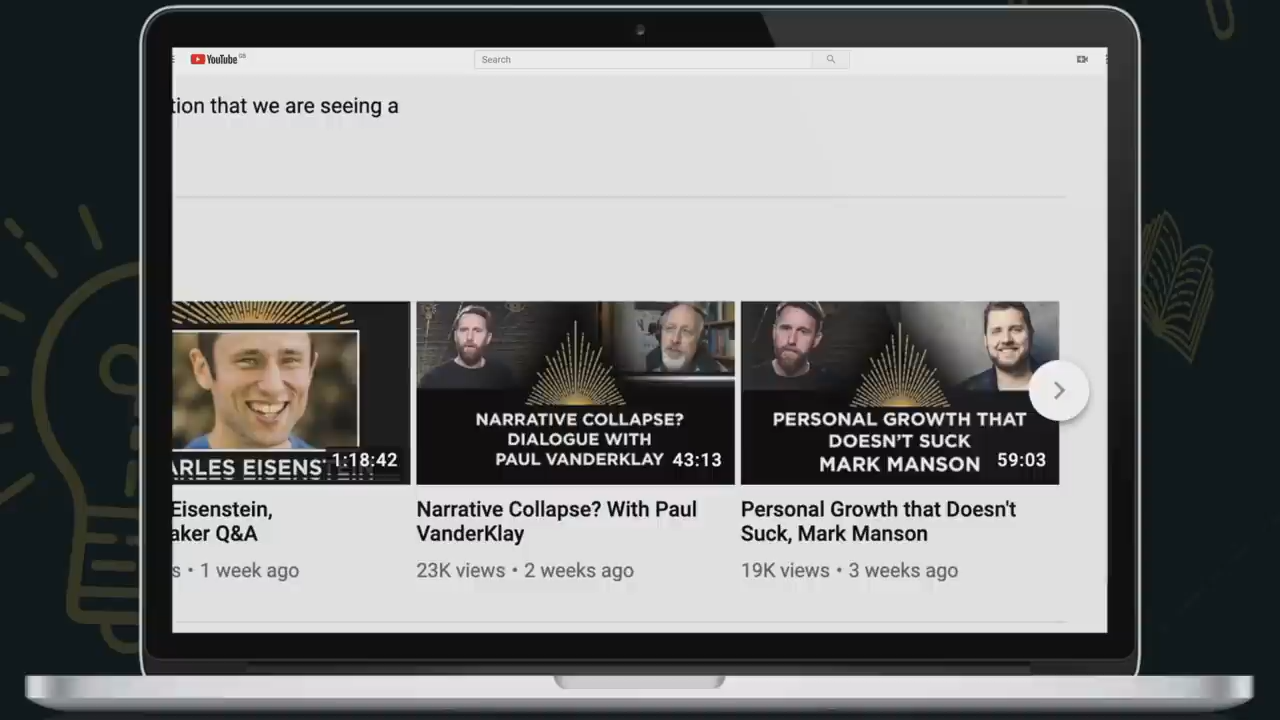 YouTube GB
Search
tion that we are seeing a
ARLES EISENSTEIN
1:18:42
NARRATIVE COLLAPSE?
DIALOGUE WITH
PAUL VANDERKLAY
43:13
PERSONAL GROWTH THAT
DOESN'T SUCK
MARK MANSON
59:03
Eisenstein,
aker Q&A
s • 1 week ago
Narrative Collapse? With Paul
VanderKlay
23K views • 2 weeks ago
Personal Growth that Doesn't
Suck, Mark Manson
19K views • 3 weeks ago